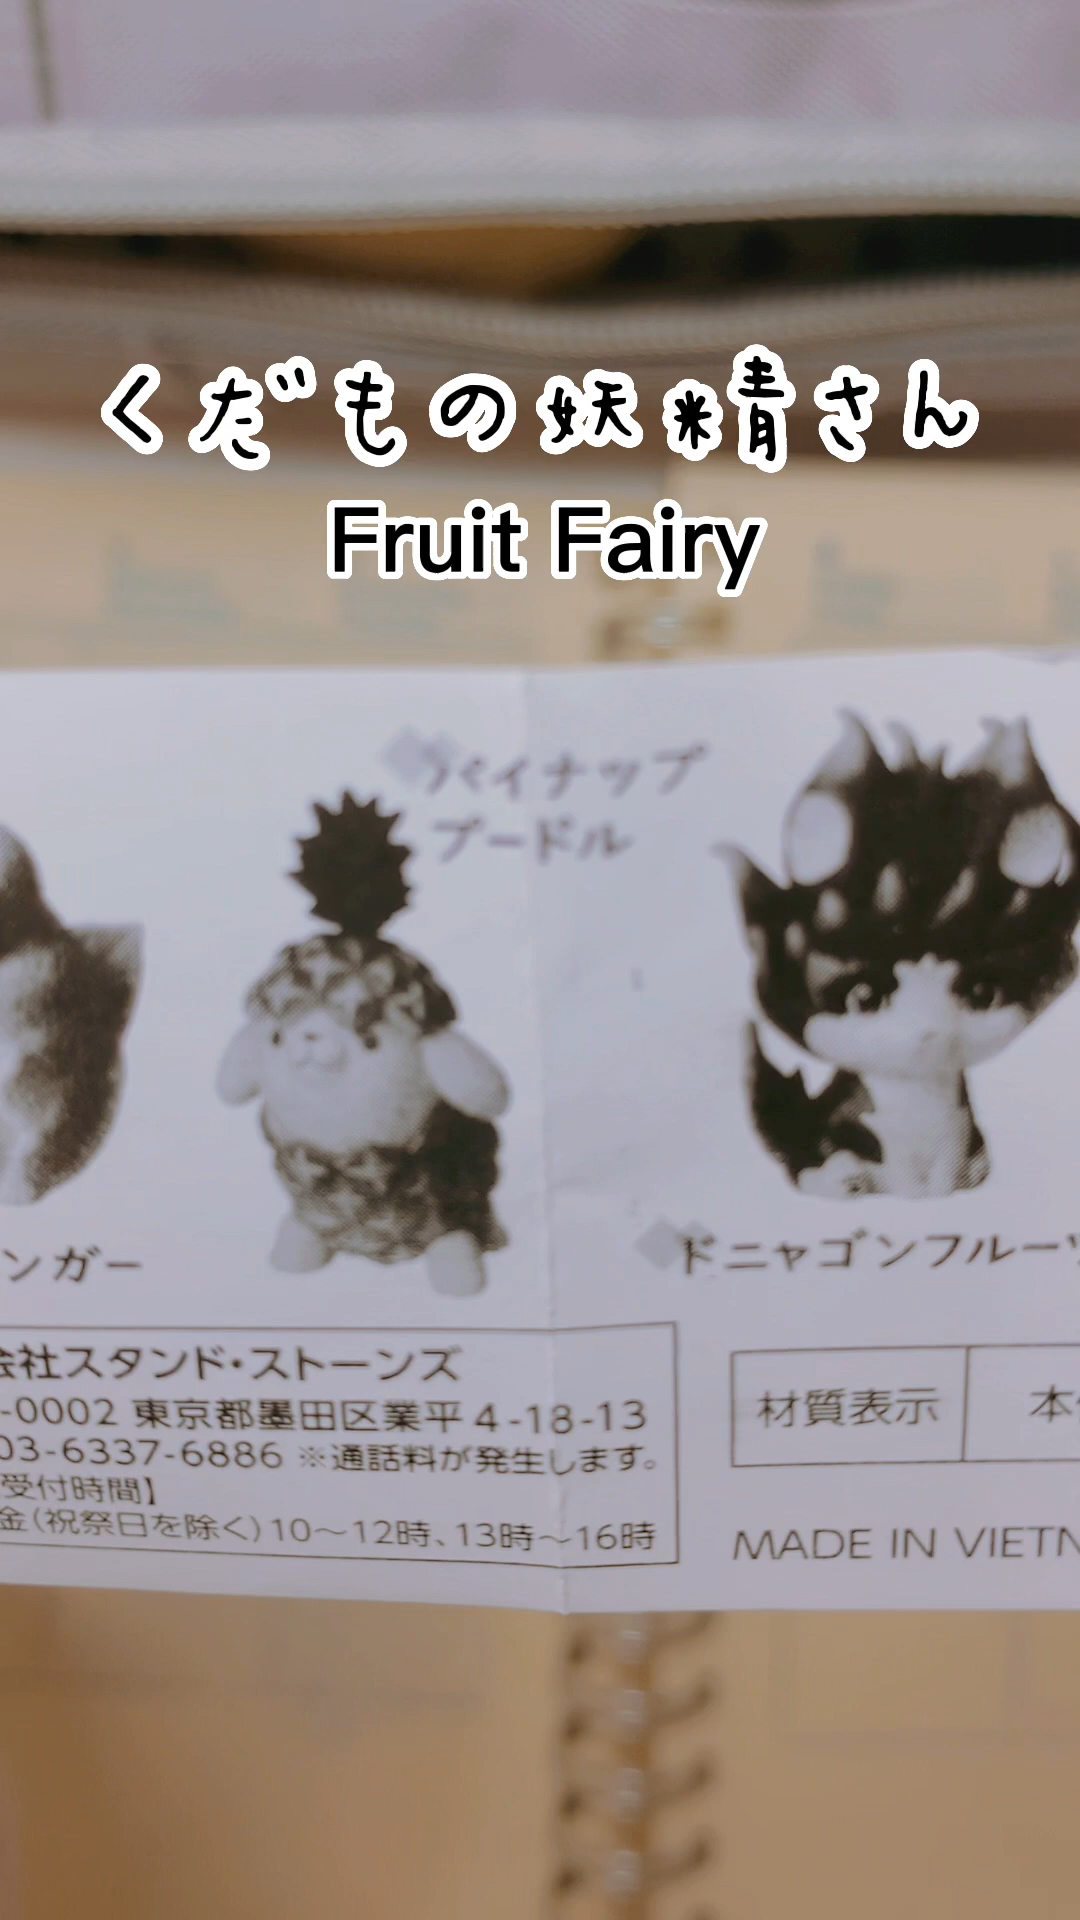 くだもの妖精さん
Fruit Fairy
パイナップ
プードル
ンガー
ドニャゴンフルーツ
会社スタンド・ストーンズ
-0002 東京都墨田区業平4-18-13
03-6337-6886 ※通話料が発生します。
受付時間】
金(祝祭日を除く)10～12時、13時～16時
材質表示 本
MADE IN VIETN